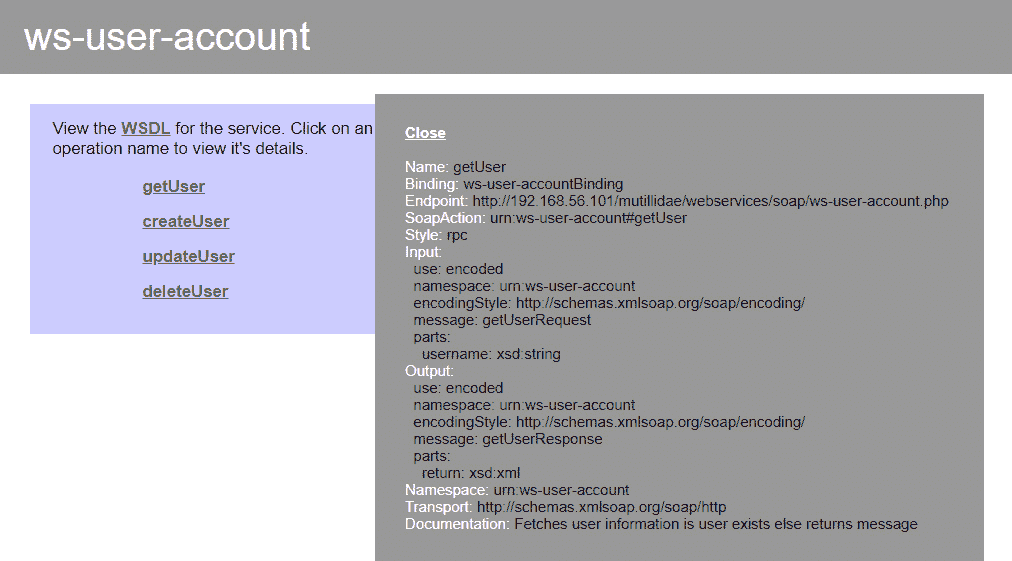 ws-user-account
View the WSDL for the service. Click on an
operation name to view it's details.
getUser
createUser
updateUser
deleteUser
Close
Name: getUser
Binding: ws-user-accountBinding
Endpoint: http://192.168.56.101/mutillidae/webservices/soap/ws-user-account.php
SoapAction: urn:ws-user-account#getUser
Style: rpc
Input:
use: encoded
namespace: urn:ws-user-account
encodingStyle: http://schemas.xmlsoap.org/soap/encoding/
message: getUserRequest
parts:
username: xsd:string
Output:
use: encoded
namespace: urn:ws-user-account
encodingStyle: http://schemas.xmlsoap.org/soap/encoding/
message: getUserResponse
parts:
return: xsd:xml
Namespace: urn:ws-user-account
Transport: http://schemas.xmlsoap.org/soap/http
Documentation: Fetches user information is user exists else returns message